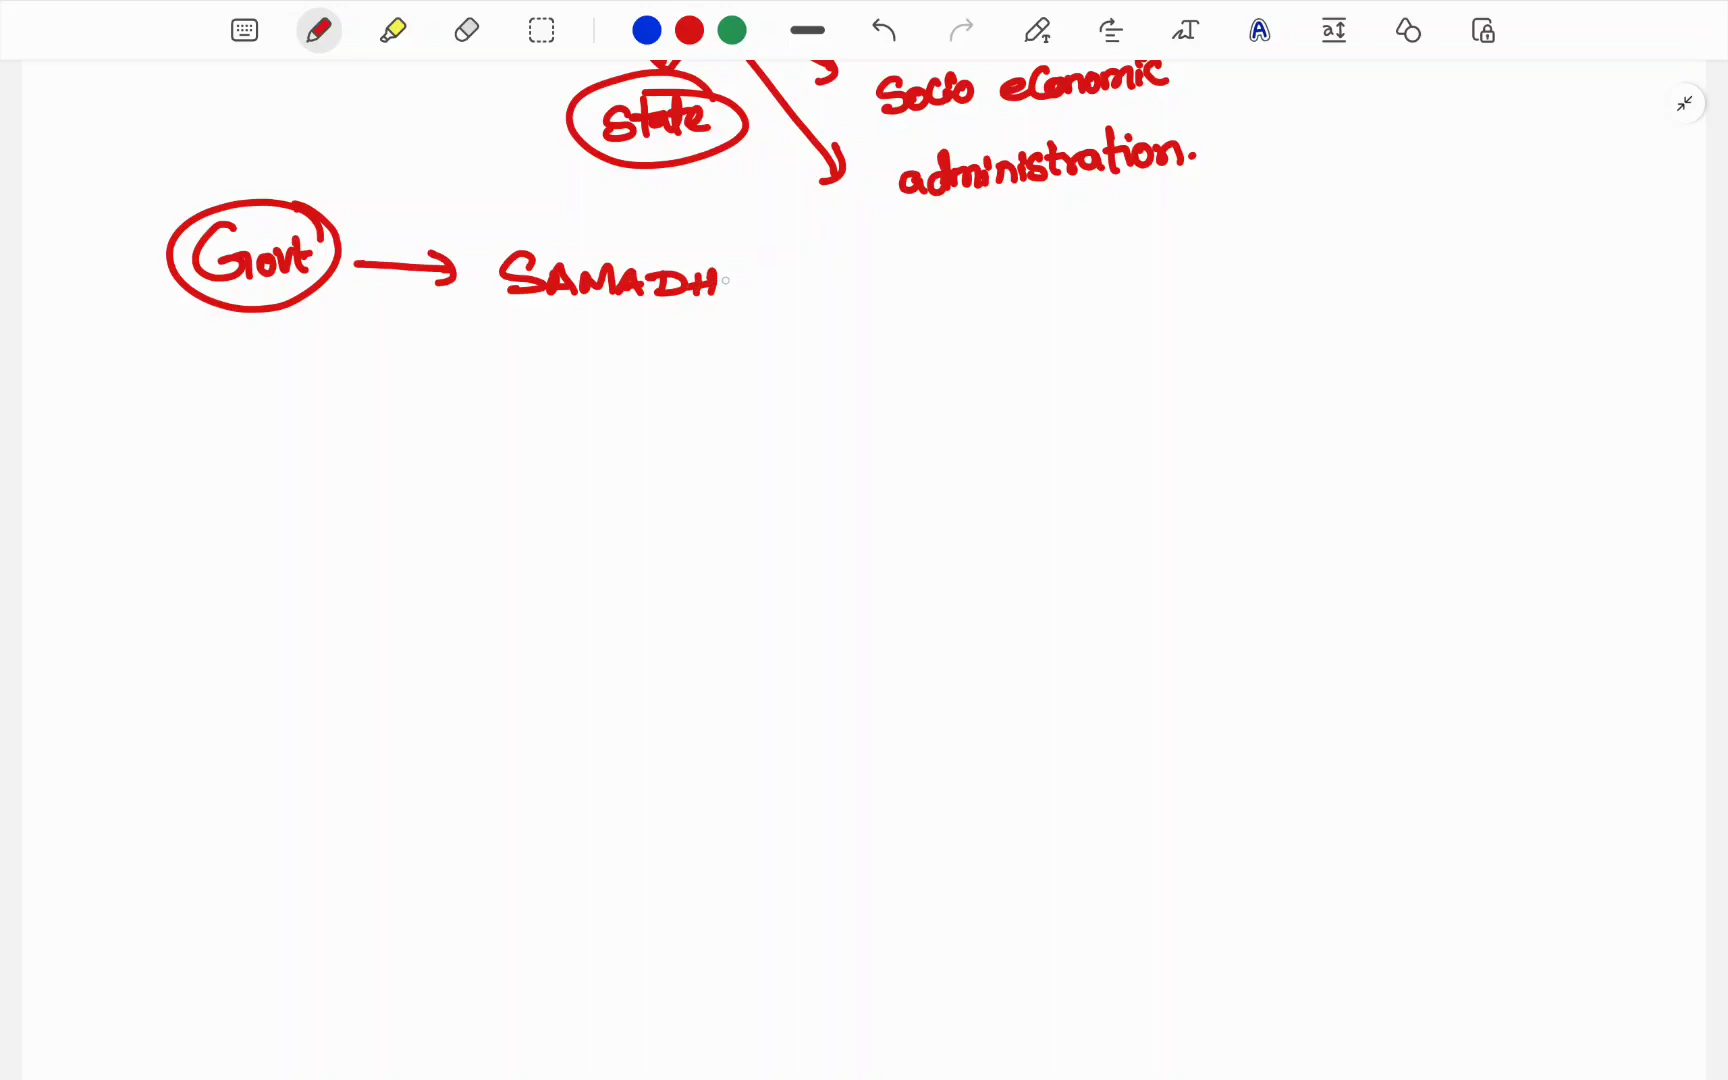 State
Socio economic
administration.
Govt
SAMADH